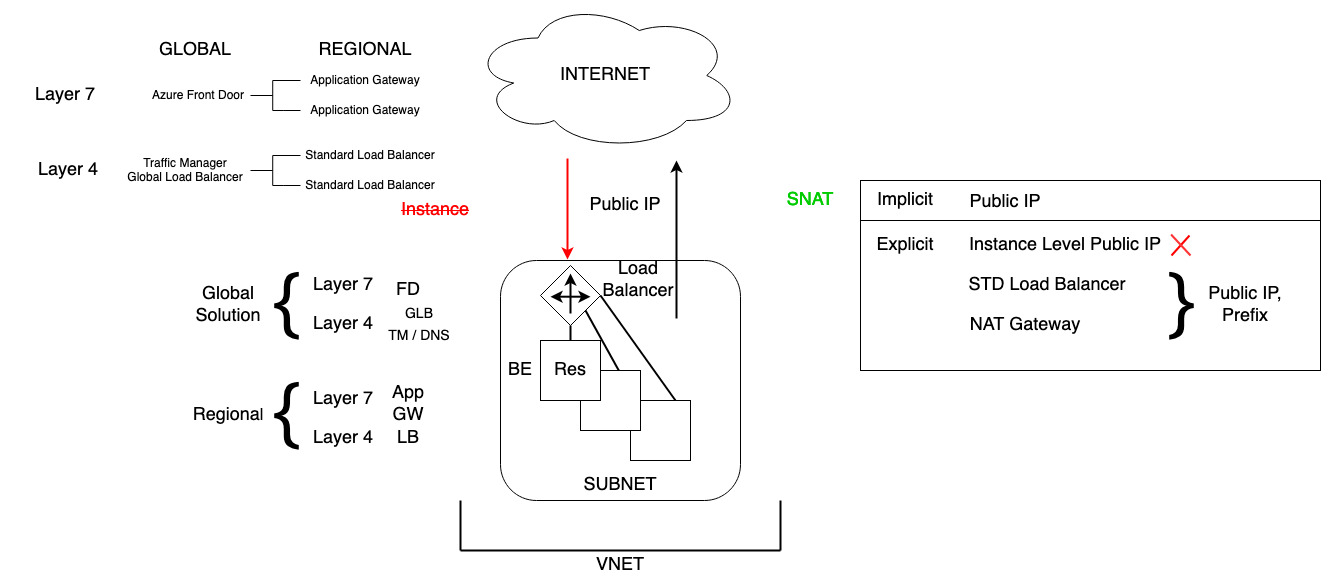 GLOBAL
REGIONAL
Layer 7
Azure Front Door
Application Gateway
Application Gateway
Layer 4
Traffic Manager
Global Load Balancer
Standard Load Balancer
Standard Load Balancer
Instance
Global
Solution
Layer 7
FD
GLB
Layer 4
TM / DNS
Regional
Layer 7
App
GW
Layer 4
LB
INTERNET
Public IP
Load
Balancer
BE
Res
SUBNET
VNET
SNAT
Implicit
Public IP
Explicit
Instance Level Public IP
STD Load Balancer
NAT Gateway
Public IP,
Prefix